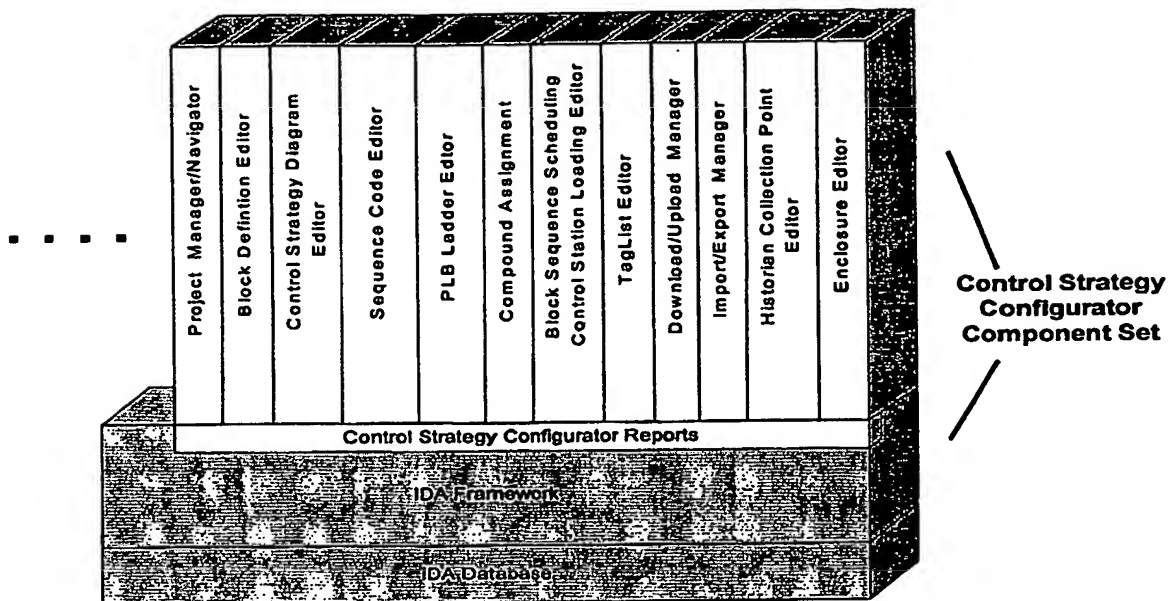 Project Manager/Navigator
Block Defintion Editor
Control Strategy Diagram
Editor
Sequence Code Editor
PLB Ladder Edtor
Compound Assignment
Block Sequence Scheduling
Control Station Loading Editor
TagList Editor
Download/Upload Manager
Import/Export Manager
Historian Collection Point
Editor
Enclosure Editor
Control Strategy Configurator Reports
IDA Framework
IDA Database
Control Strategy
Configurator
Component Set